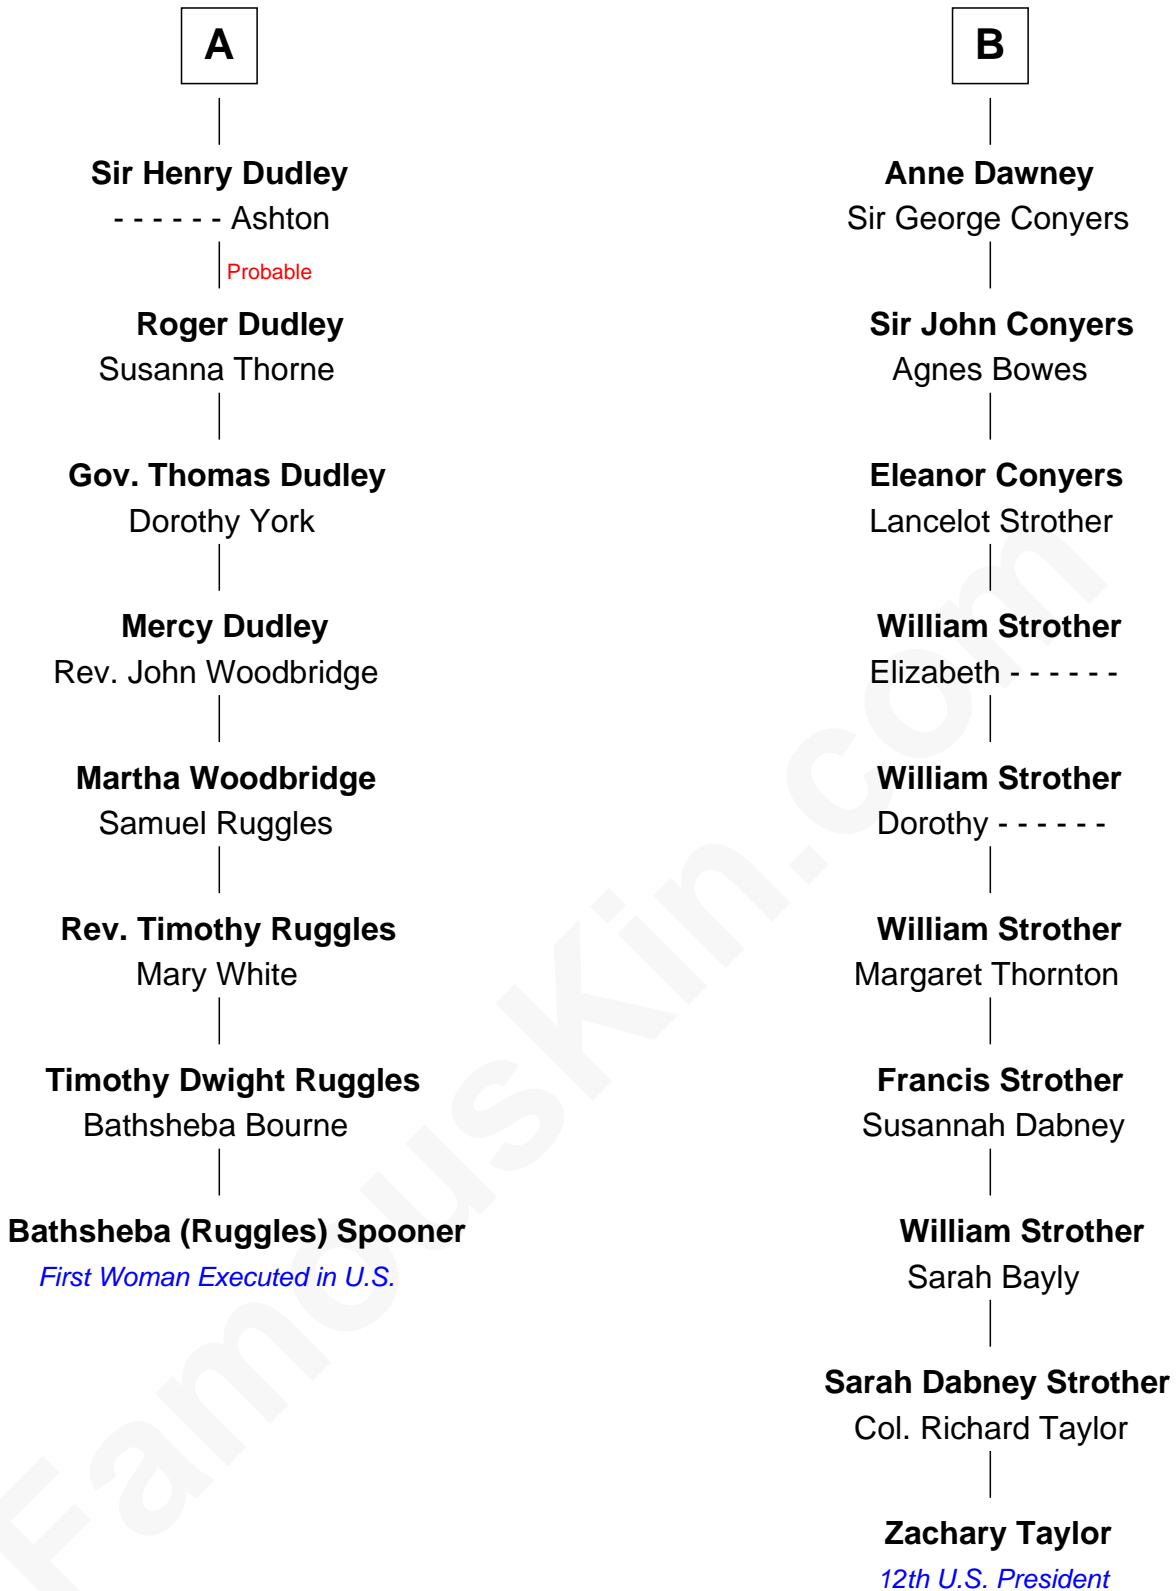 A
Sir Henry Dudley
- - - - - - Ashton
Probable
Roger Dudley
Susanna Thorne
Gov. Thomas Dudley
Dorothy York
Mercy Dudley
Rev. John Woodbridge
Martha Woodbridge
Samuel Ruggles
Rev. Timothy Ruggles
Mary White
Timothy Dwight Ruggles
Bathsheba Bourne
Bathsheba (Ruggles) Spooner
First Woman Executed in U.S.
B
Anne Dawney
Sir George Conyers
Sir John Conyers
Agnes Bowes
Eleanor Conyers
Lancelot Strother
William Strother
Elizabeth - - - - - -
William Strother
Dorothy - - - - - -
William Strother
Margaret Thornton
Francis Strother
Susannah Dabney
William Strother
Sarah Bayly
Sarah Dabney Strother
Col. Richard Taylor
Zachary Taylor
12th U.S. President
FamousKin.com